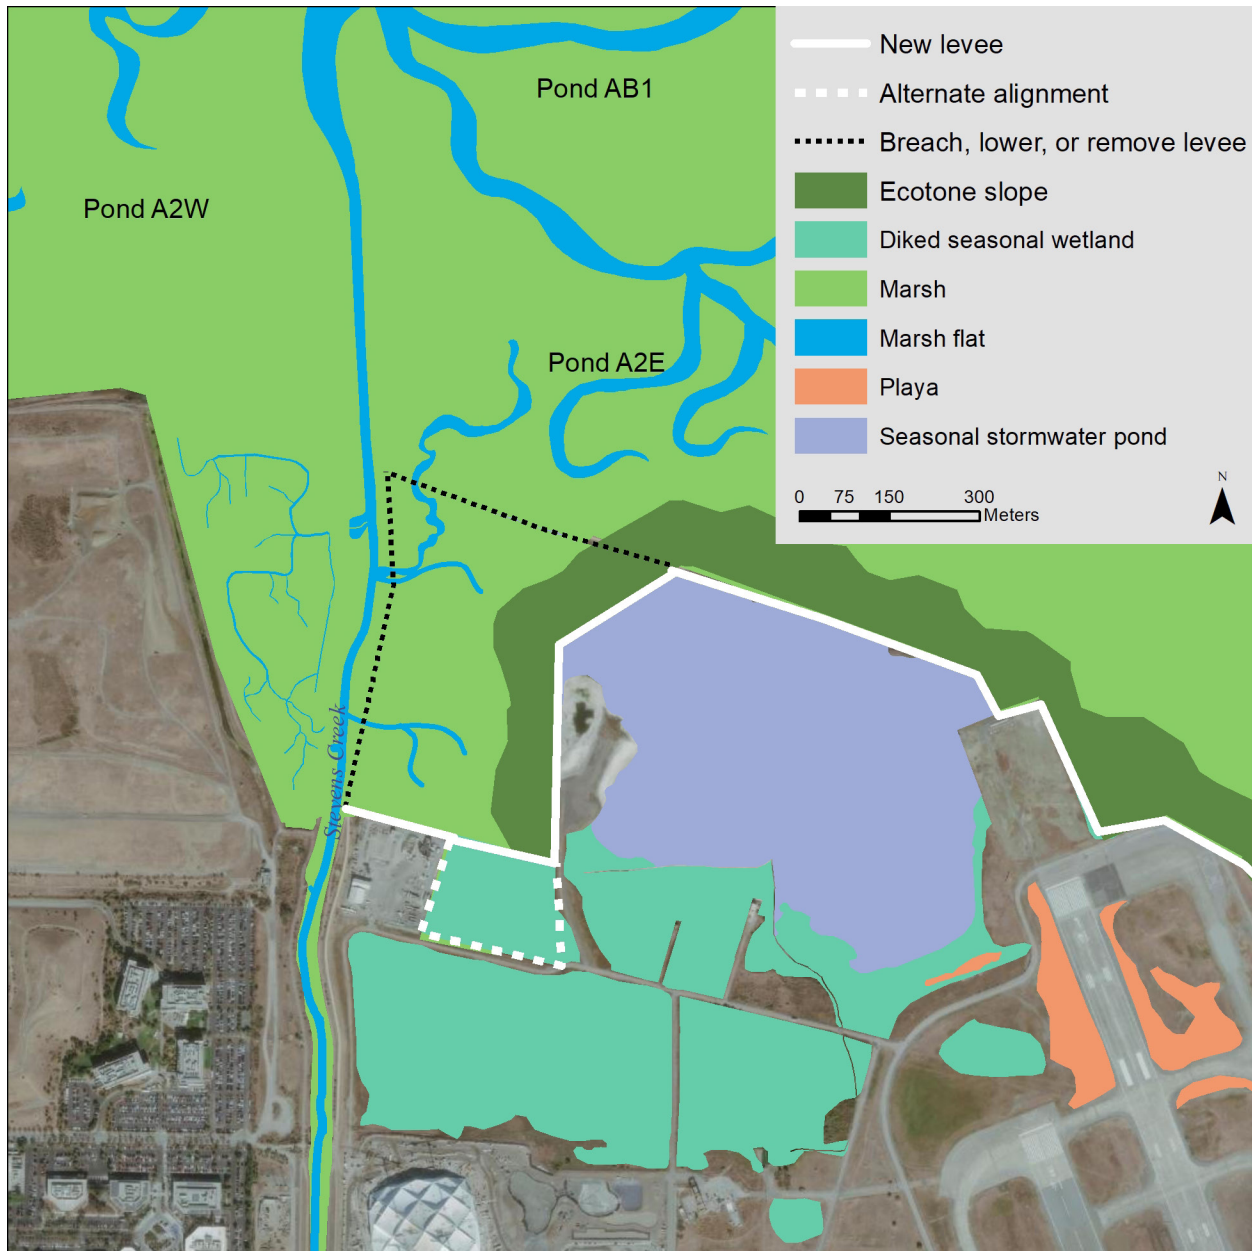 Pond AB1
Pond A2W
Pond A2E
Stevens Creek
New levee
Alternate alignment
Breach, lower, or remove levee
Ecotone slope
Diked seasonal wetland
Marsh
Marsh flat
Playa
Seasonal stormwater pond
N
0 75 150 300
Meters